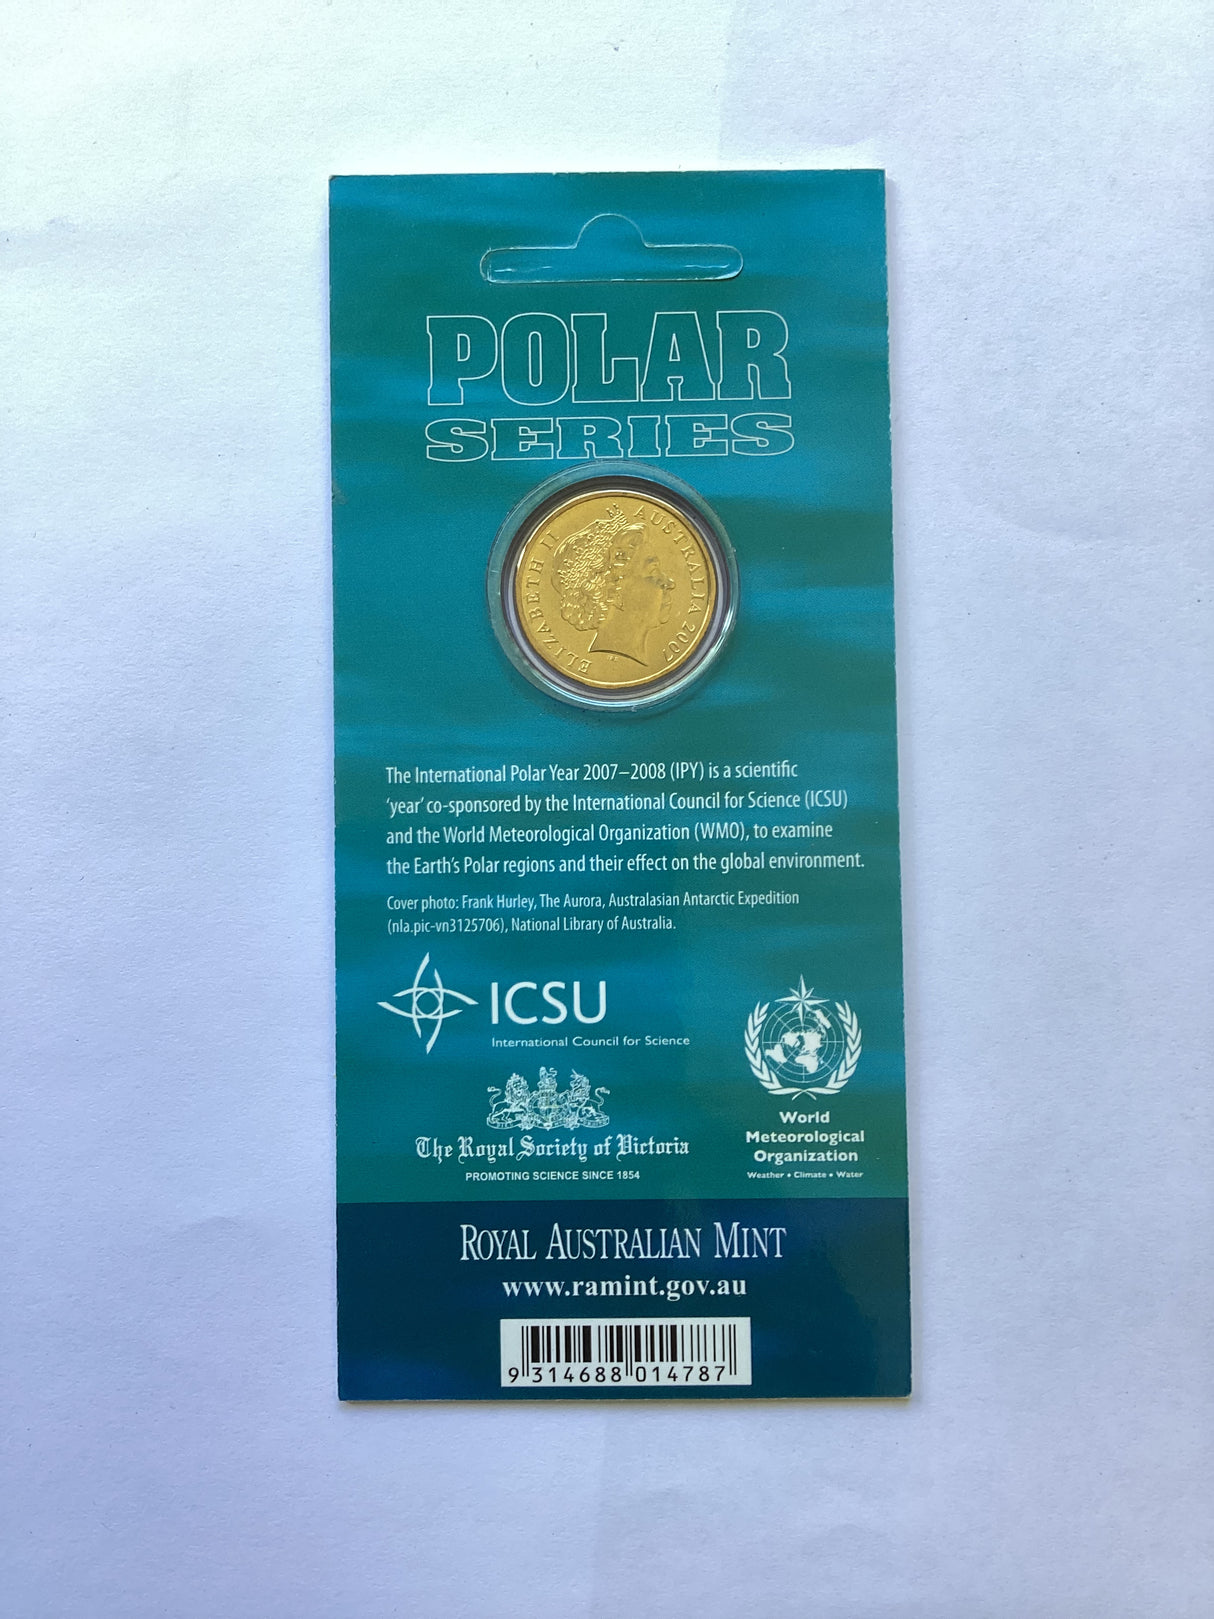 POLAR
SERIES
ELIZABETH II AUSTRALIA 2007
The International Polar Year 2007–2008 (IPY) is a scientific
‘year’ co-sponsored by the International Council for Science (ICSU)
and the World Meteorological Organization (WMO), to examine
the Earth’s Polar regions and their effect on the global environment.
Cover photo: Frank Hurley, The Aurora, Australasian Antarctic Expedition
(nla.pic-vn3125706), National Library of Australia.
ICSU
International Council for Science
The Royal Society of Victoria
PROMOTING SCIENCE SINCE 1854
World
Meteorological
Organization
Weather • Climate • Water
ROYAL AUSTRALIAN MINT
www.ramint.gov.au
9 314688 014787